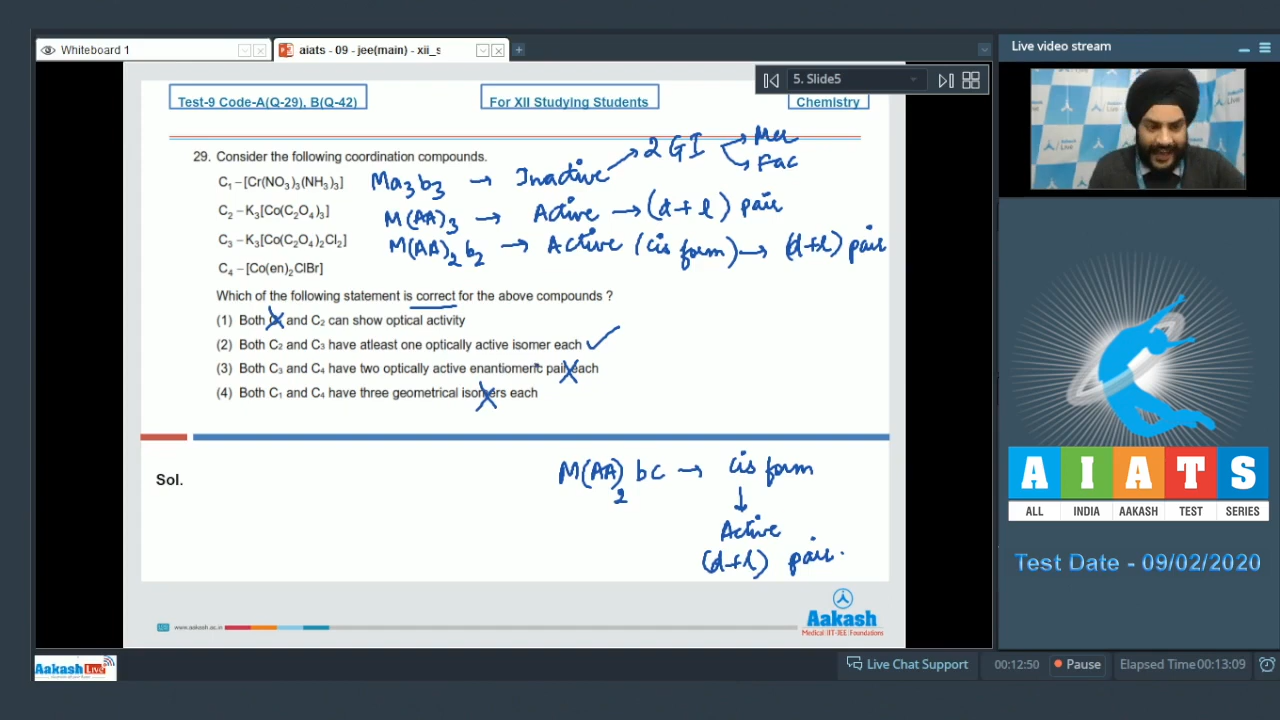 Whiteboard 1
aiats - 09 - jee(main) - xii_s
Live video stream
5. Slide5
Test-9 Code-A(Q-29), B(Q-42)
For XII Studying Students
Chemistry
29. Consider the following coordination compounds.
C₁ – [Cr(NO₃)₃(NH₃)₃]
Ma₃b₃ → Inactive → 2 GI
Mer
Fac
C₂ – K₃[Co(C₂O₄)₃]
M(AA)₃ → Active → (d+l) pair
C₃ – K₃[Co(C₂O₄)₂Cl₂]
M(AA)₂b₂ → Active (cis form) → (d+l) pair
C₄ – [Co(en)₂ClBr]
Which of the following statement is correct for the above compounds ?
(1) Both and C₂ can show optical activity
(2) Both C₂ and C₃ have atleast one optically active isomer each
(3) Both C₃ and C₄ have two optically active enantiomeric pair each
(4) Both C₁ and C₄ have three geometrical isomers each
Sol.
M(AA)₂ bc → cis form
↓
Active
(d+l) pair.
www.aakash.ac.in
Aakash
Medical|IIT-JEE|Foundations
A I A T S
ALL INDIA AAKASH TEST SERIES
Test Date - 09/02/2020
Aakash Live
Live Chat Support
00:12:50
Pause
Elapsed Time 00:13:09